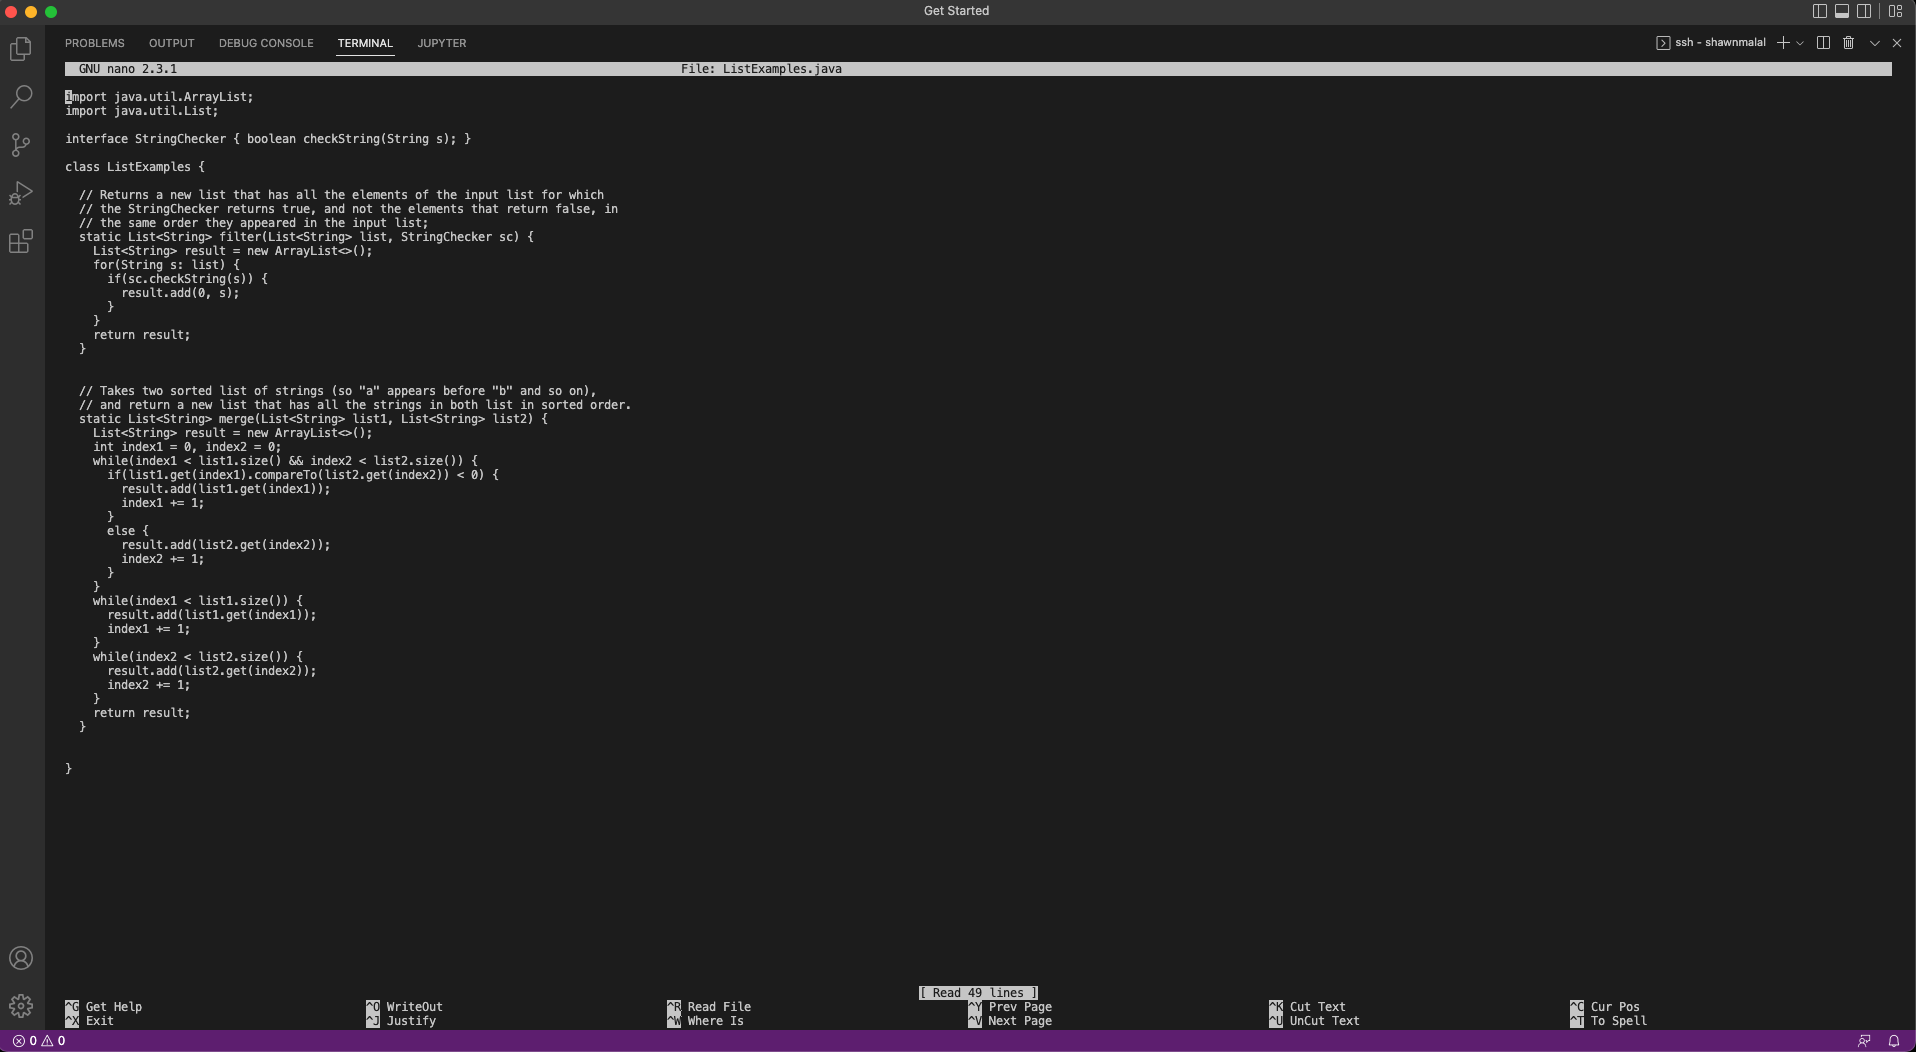 Get Started
PROBLEMS OUTPUT DEBUG CONSOLE TERMINAL JUPYTER ssh - shawnmalal
GNU nano 2.3.1 File: ListExamples.java
import java.util.ArrayList;
import java.util.List;
interface StringChecker { boolean checkString(String s); }
class ListExamples {
// Returns a new list that has all the elements of the input list for which
// the StringChecker returns true, and not the elements that return false, in
// the same order they appeared in the input list;
static List<String> filter(List<String> list, StringChecker sc) {
List<String> result = new ArrayList<>();
for(String s: list) {
if(sc.checkString(s)) {
result.add(0, s);
}
}
return result;
}
// Takes two sorted list of strings (so "a" appears before "b" and so on),
// and return a new list that has all the strings in both list in sorted order.
static List<String> merge(List<String> list1, List<String> list2) {
List<String> result = new ArrayList<>();
int index1 = 0, index2 = 0;
while(index1 < list1.size() && index2 < list2.size()) {
if(list1.get(index1).compareTo(list2.get(index2)) < 0) {
result.add(list1.get(index1));
index1 += 1;
}
else {
result.add(list2.get(index2));
index2 += 1;
}
}
while(index1 < list1.size()) {
result.add(list1.get(index1));
index1 += 1;
}
while(index2 < list2.size()) {
result.add(list2.get(index2));
index2 += 1;
}
return result;
}
}
[ Read 49 lines ]
^G Get Help ^O WriteOut ^R Read File ^Y Prev Page ^K Cut Text ^C Cur Pos
^X Exit ^J Justify ^W Where Is ^V Next Page ^U UnCut Text ^T To Spell
0 0